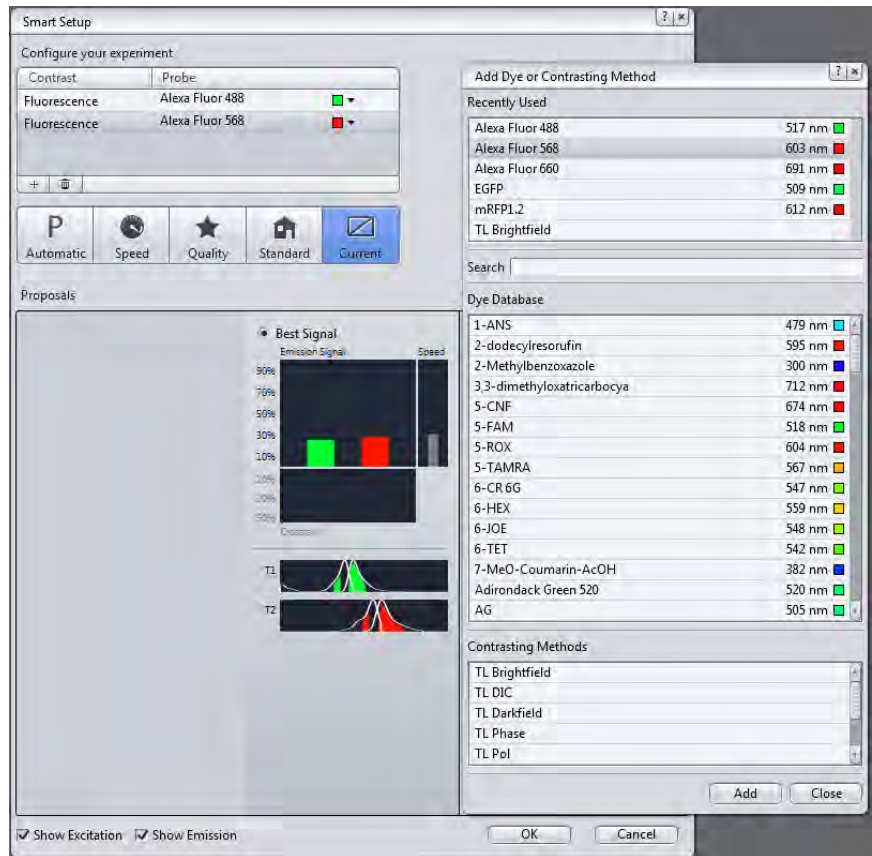 Smart Setup
Configure your experiment
Contrast Probe
Fluorescence Alexa Fluor 488
Fluorescence Alexa Fluor 568
P
Automatic Speed Quality Standard Current
Proposals
Best Signal
Emission Signal Speed
90%
70%
50%
30%
10%
10%
30%
50%
Crosstalk
T1
T2
Show Excitation Show Emission
OK Cancel
Add Dye or Contrasting Method
Recently Used
Alexa Fluor 488 517 nm
Alexa Fluor 568 603 nm
Alexa Fluor 660 691 nm
EGFP 509 nm
mRFP1.2 612 nm
TL Brightfield
Search
Dye Database
1-ANS 479 nm
2-dodecylresorufin 595 nm
2-Methylbenzoxazole 300 nm
3,3-dimethyloxatricarbocya 712 nm
5-CNF 674 nm
5-FAM 518 nm
5-ROX 604 nm
5-TAMRA 567 nm
6-CR 6G 547 nm
6-HEX 559 nm
6-JOE 548 nm
6-TET 542 nm
7-MeO-Coumarin-AcOH 382 nm
Adirondack Green 520 520 nm
AG 505 nm
Contrasting Methods
TL Brightfield
TL DIC
TL Darkfield
TL Phase
TL Pol
Add Close